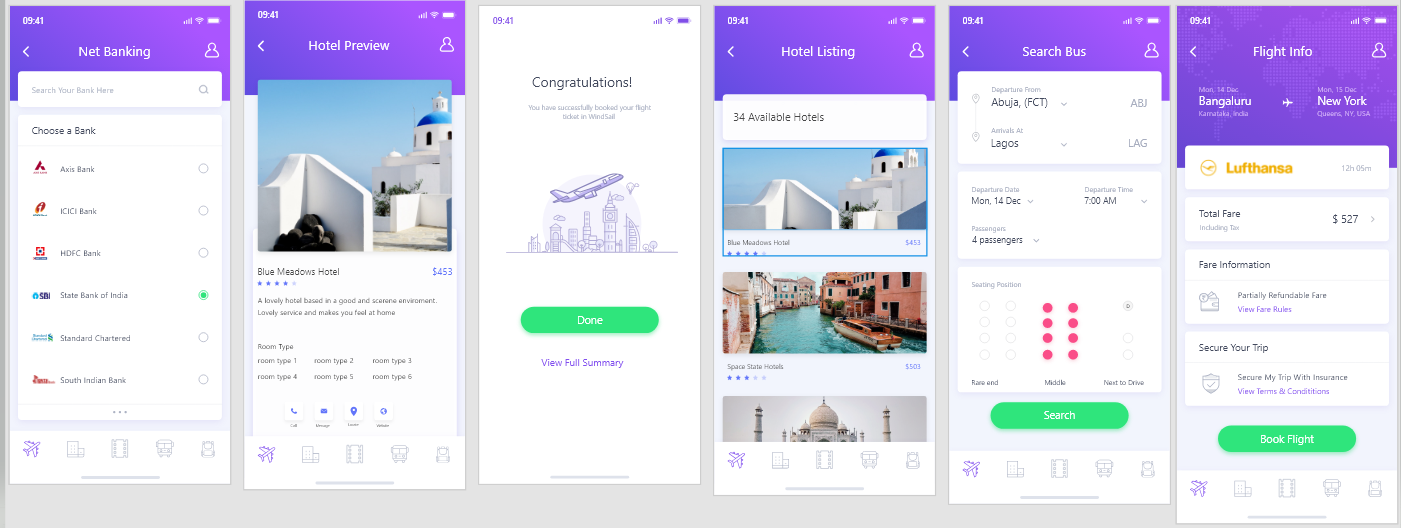 09:41
Net Banking
Search Your Bank Here
Choose a Bank
Axis Bank
ICICI Bank
HDFC Bank
SBI
State Bank of India
Standard Chartered
South Indian Bank
09:41
Hotel Preview
Blue Meadows Hotel
$453
A lovely hotel based in a good and scerene enviroment.
Lovely service and makes you feel at home
Room Type
room type 1 room type 2 room type 3
room type 4 room type 5 room type 6
Call Message Locate Website
09:41
Congratulations!
You have successfully booked your flight
ticket in WindSail
Done
View Full Summary
09:41
Hotel Listing
34 Available Hotels
Blue Meadows Hotel
$453
Space State Hotels
$503
09:41
Search Bus
Departure From
Abuja, (FCT)
ABJ
Arrivals At
Lagos
LAG
Departure Date
Mon, 14 Dec
Departure Time
7:00 AM
Passengers
4 passengers
Seating Position
D
Rare end
Middle
Next to Drive
Search
09:41
Flight Info
Mon, 14 Dec
Bangaluru
Karnataka, India
Mon, 15 Dec
New York
Queens, NY, USA
Lufthansa
12h 05m
Total Fare
Including Tax
$ 527
Fare Information
Partially Refundable Fare
View Fare Rules
Secure Your Trip
Secure My Trip With Insurance
View Terms & Condititions
Book Flight